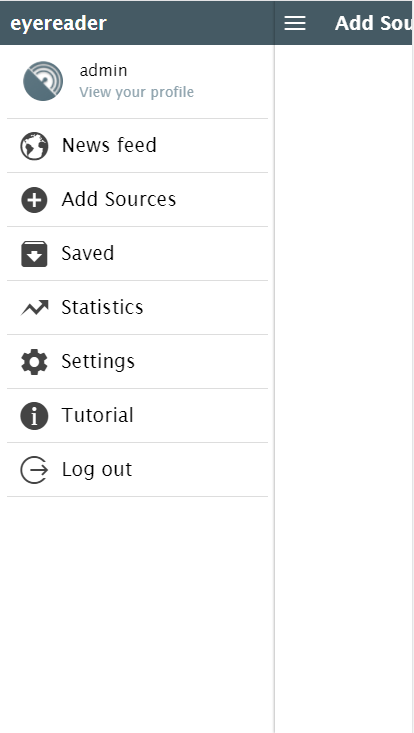 eyereader
Add Sou
admin
View your profile
News feed
Add Sources
Saved
Statistics
Settings
Tutorial
Log out